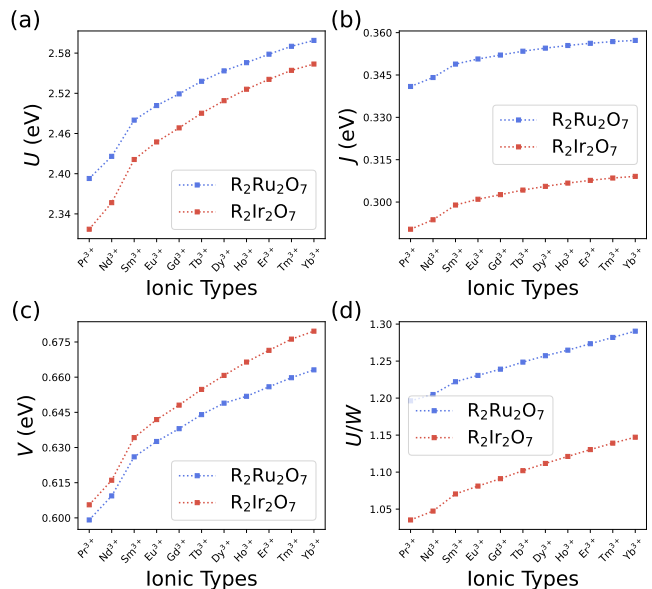 (a)
2.58
2.52
2.46
2.40
2.34
U (eV)
R₂Ru₂O₇
R₂Ir₂O₇
Pr³⁺ Nd³⁺ Sm³⁺ Eu³⁺ Gd³⁺ Tb³⁺ Dy³⁺ Ho³⁺ Er³⁺ Tm³⁺ Yb³⁺
Ionic Types
(b)
0.360
0.345
0.330
0.315
0.300
J (eV)
R₂Ru₂O₇
R₂Ir₂O₇
Pr³⁺ Nd³⁺ Sm³⁺ Eu³⁺ Gd³⁺ Tb³⁺ Dy³⁺ Ho³⁺ Er³⁺ Tm³⁺ Yb³⁺
Ionic Types
(c)
0.675
0.660
0.645
0.630
0.615
0.600
V (eV)
R₂Ru₂O₇
R₂Ir₂O₇
Pr³⁺ Nd³⁺ Sm³⁺ Eu³⁺ Gd³⁺ Tb³⁺ Dy³⁺ Ho³⁺ Er³⁺ Tm³⁺ Yb³⁺
Ionic Types
(d)
1.30
1.25
1.20
1.15
1.10
1.05
U/W
R₂Ru₂O₇
R₂Ir₂O₇
Pr³⁺ Nd³⁺ Sm³⁺ Eu³⁺ Gd³⁺ Tb³⁺ Dy³⁺ Ho³⁺ Er³⁺ Tm³⁺ Yb³⁺
Ionic Types